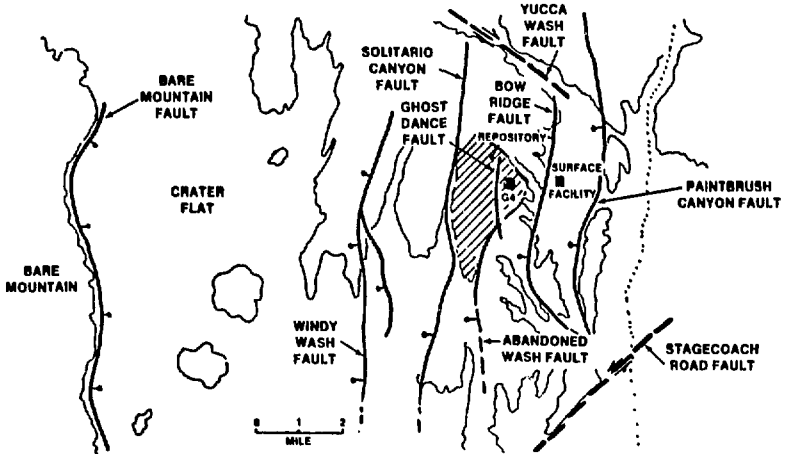 YUCCA
WASH
FAULT
SOLITARIO
CANYON
FAULT
BARE
MOUNTAIN
FAULT
BOW
RIDGE
FAULT
GHOST
DANCE
FAULT
REPOSITORY
SURFACE
FACILITY
G4
CRATER
FLAT
PAINTBRUSH
CANYON FAULT
BARE
MOUNTAIN
WINDY
WASH
FAULT
ABANDONED
WASH FAULT
STAGECOACH
ROAD FAULT
0 1 2
MILE